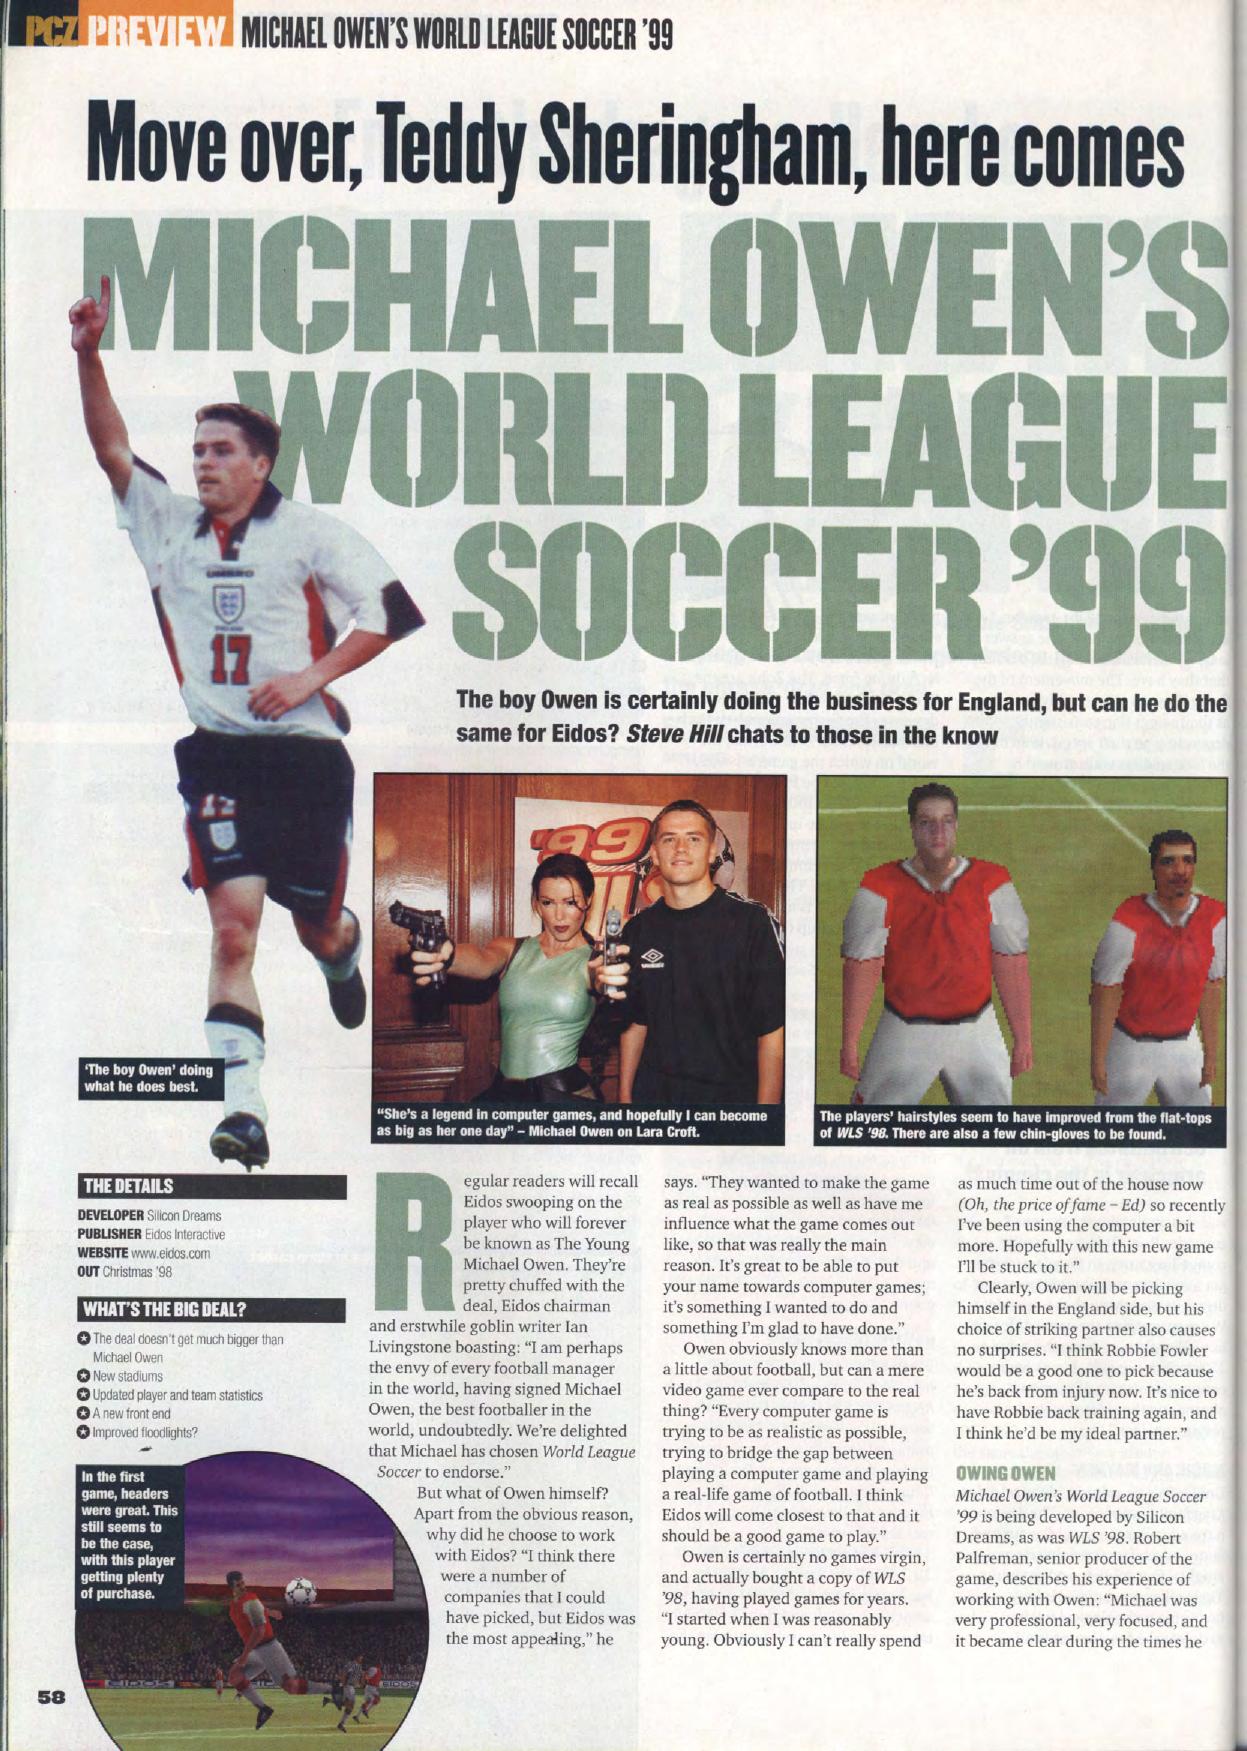 PCZ PREVIEW MICHAEL OWEN'S WORLD LEAGUE SOCCER '99
Move over, Teddy Sheringham, here comes
MICHAEL OWEN'S
WORLD LEAGUE
SOCCER '99
The boy Owen is certainly doing the business for England, but can he do the
same for Eidos? Steve Hill chats to those in the know
UMBRO
17
17
'99
UMBRO
'The boy Owen' doing
what he does best.
"She's a legend in computer games, and hopefully I can become
as big as her one day" – Michael Owen on Lara Croft.
The players' hairstyles seem to have improved from the flat-tops
of WLS '98. There are also a few chin-gloves to be found.
THE DETAILS
DEVELOPER Silicon Dreams
PUBLISHER Eidos Interactive
WEBSITE www.eidos.com
OUT Christmas '98
WHAT'S THE BIG DEAL?
The deal doesn't get much bigger than
Michael Owen
New stadiums
Updated player and team statistics
A new front end
Improved floodlights?
In the first
game, headers
were great. This
still seems to
be the case,
with this player
getting plenty
of purchase.
EIDOS
EIDOS
Regular readers will recall
Eidos swooping on the
player who will forever
be known as The Young
Michael Owen. They're
pretty chuffed with the
deal, Eidos chairman
and erstwhile goblin writer Ian
Livingstone boasting: "I am perhaps
the envy of every football manager
in the world, having signed Michael
Owen, the best footballer in the
world, undoubtedly. We're delighted
that Michael has chosen World League
Soccer to endorse."
But what of Owen himself?
Apart from the obvious reason,
why did he choose to work
with Eidos? "I think there
were a number of
companies that I could
have picked, but Eidos was
the most appealing," he
says. "They wanted to make the game
as real as possible as well as have me
influence what the game comes out
like, so that was really the main
reason. It's great to be able to put
your name towards computer games;
it's something I wanted to do and
something I'm glad to have done."
Owen obviously knows more than
a little about football, but can a mere
video game ever compare to the real
thing? "Every computer game is
trying to be as realistic as possible,
trying to bridge the gap between
playing a computer game and playing
a real-life game of football. I think
Eidos will come closest to that and it
should be a good game to play."
Owen is certainly no games virgin,
and actually bought a copy of WLS
'98, having played games for years.
"I started when I was reasonably
young. Obviously I can't really spend
as much time out of the house now
(Oh, the price of fame – Ed) so recently
I've been using the computer a bit
more. Hopefully with this new game
I'll be stuck to it."
Clearly, Owen will be picking
himself in the England side, but his
choice of striking partner also causes
no surprises. "I think Robbie Fowler
would be a good one to pick because
he's back from injury now. It's nice to
have Robbie back training again, and
I think he'd be my ideal partner."
OWING OWEN
Michael Owen's World League Soccer
'99 is being developed by Silicon
Dreams, as was WLS '98. Robert
Palfreman, senior producer of the
game, describes his experience of
working with Owen: "Michael was
very professional, very focused, and
it became clear during the times he
58